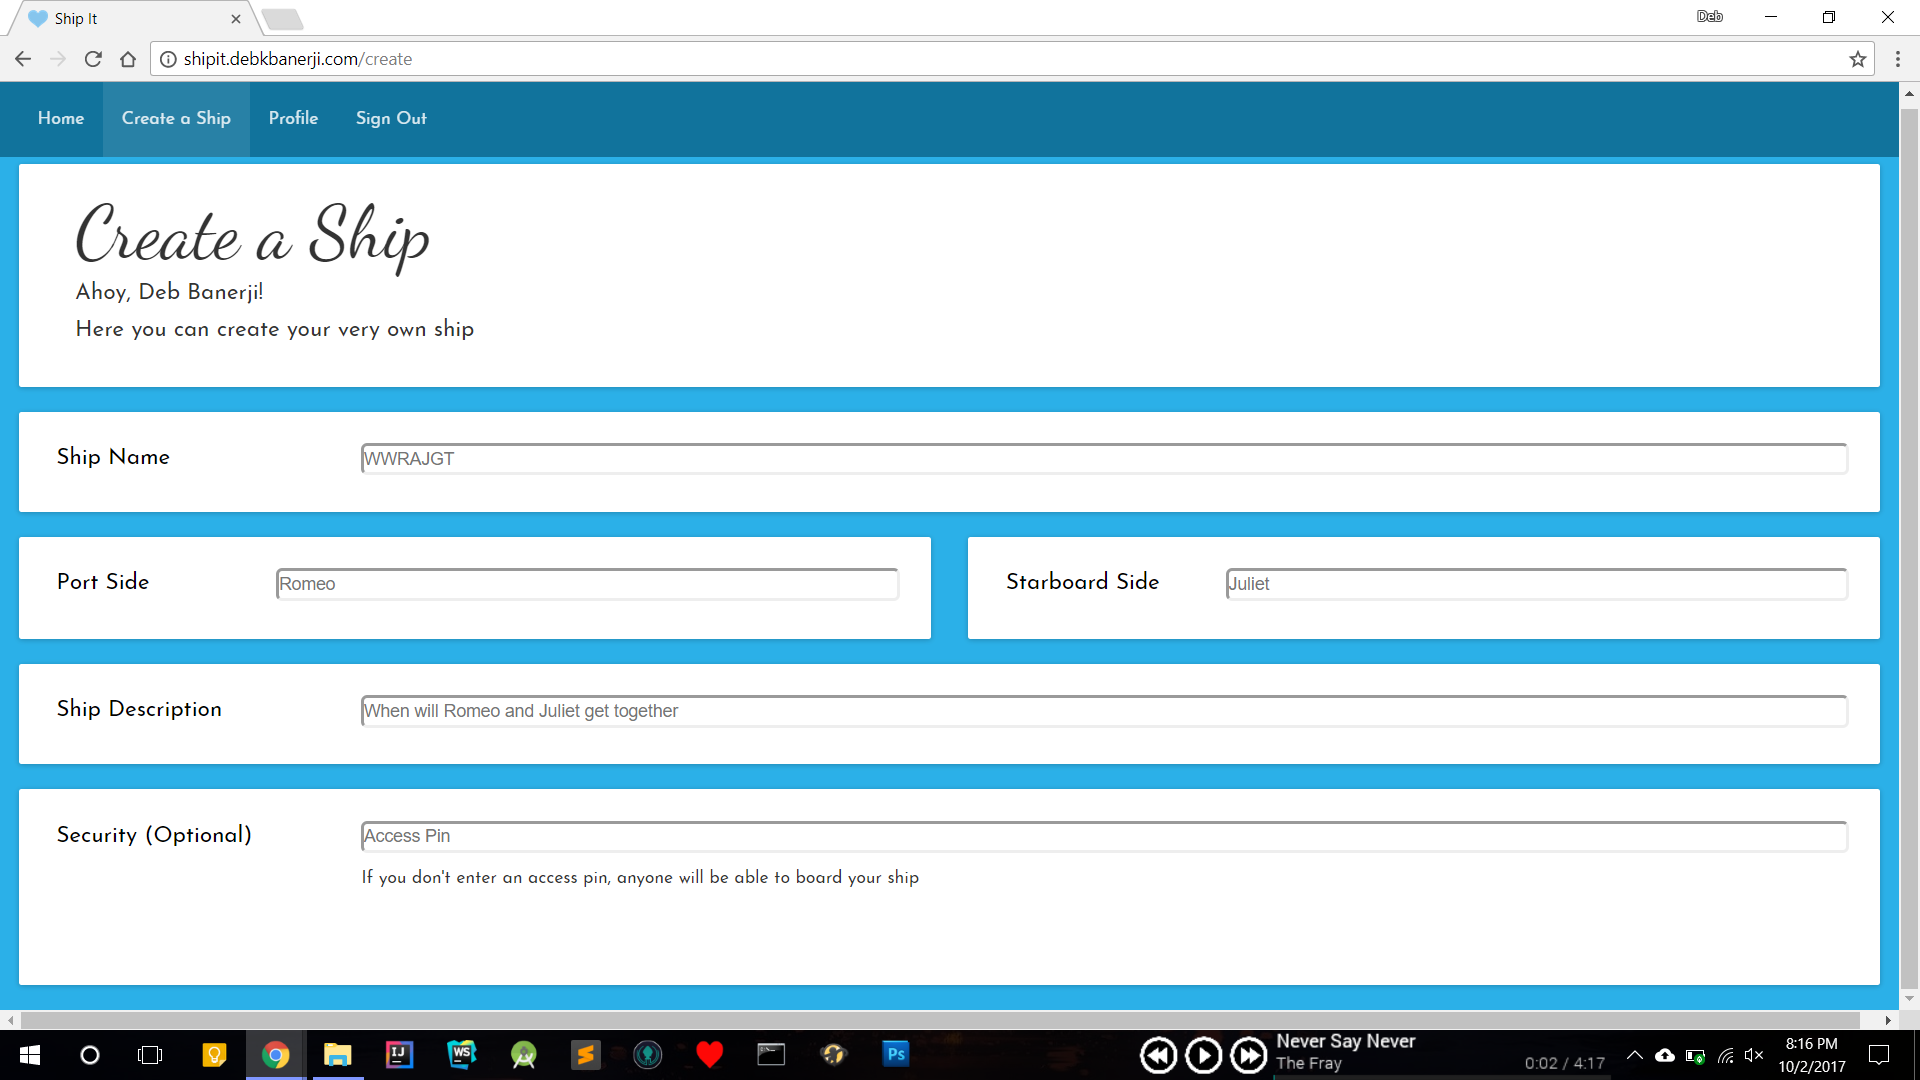 Ship It
Deb
shipit.debkbanerji.com/create
Home
Create a Ship
Profile
Sign Out
Create a Ship
Ahoy, Deb Banerji!
Here you can create your very own ship
Ship Name
WWRAJGT
Port Side
Romeo
Starboard Side
Juliet
Ship Description
When will Romeo and Juliet get together
Security (Optional)
Access Pin
If you don't enter an access pin, anyone will be able to board your ship
IJ
WS
Ps
Never Say Never
The Fray
0:02 / 4:17
8:16 PM
10/2/2017